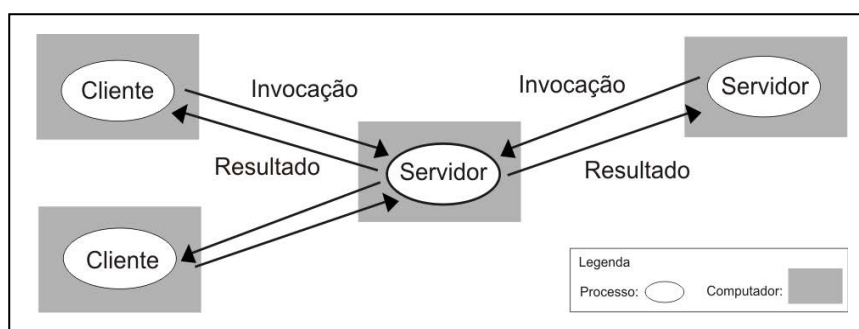 Cliente
Invocação
Invocação
Servidor
Resultado
Servidor
Resultado
Cliente
Legenda
Processo:
Computador: